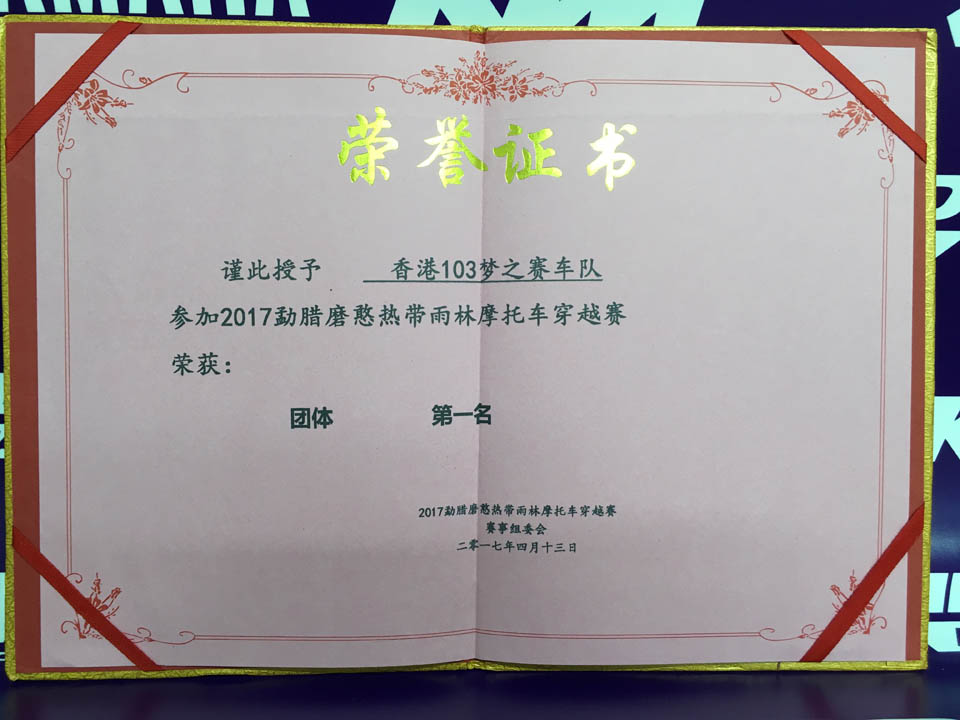 荣誉证书
谨此授予 香港103梦之赛车队
参加2017勐腊磨憨热带雨林摩托车穿越赛
荣获：
团体 第一名
2017勐腊磨憨热带雨林摩托车穿越赛
赛事组委会
二零一七年四月十三日